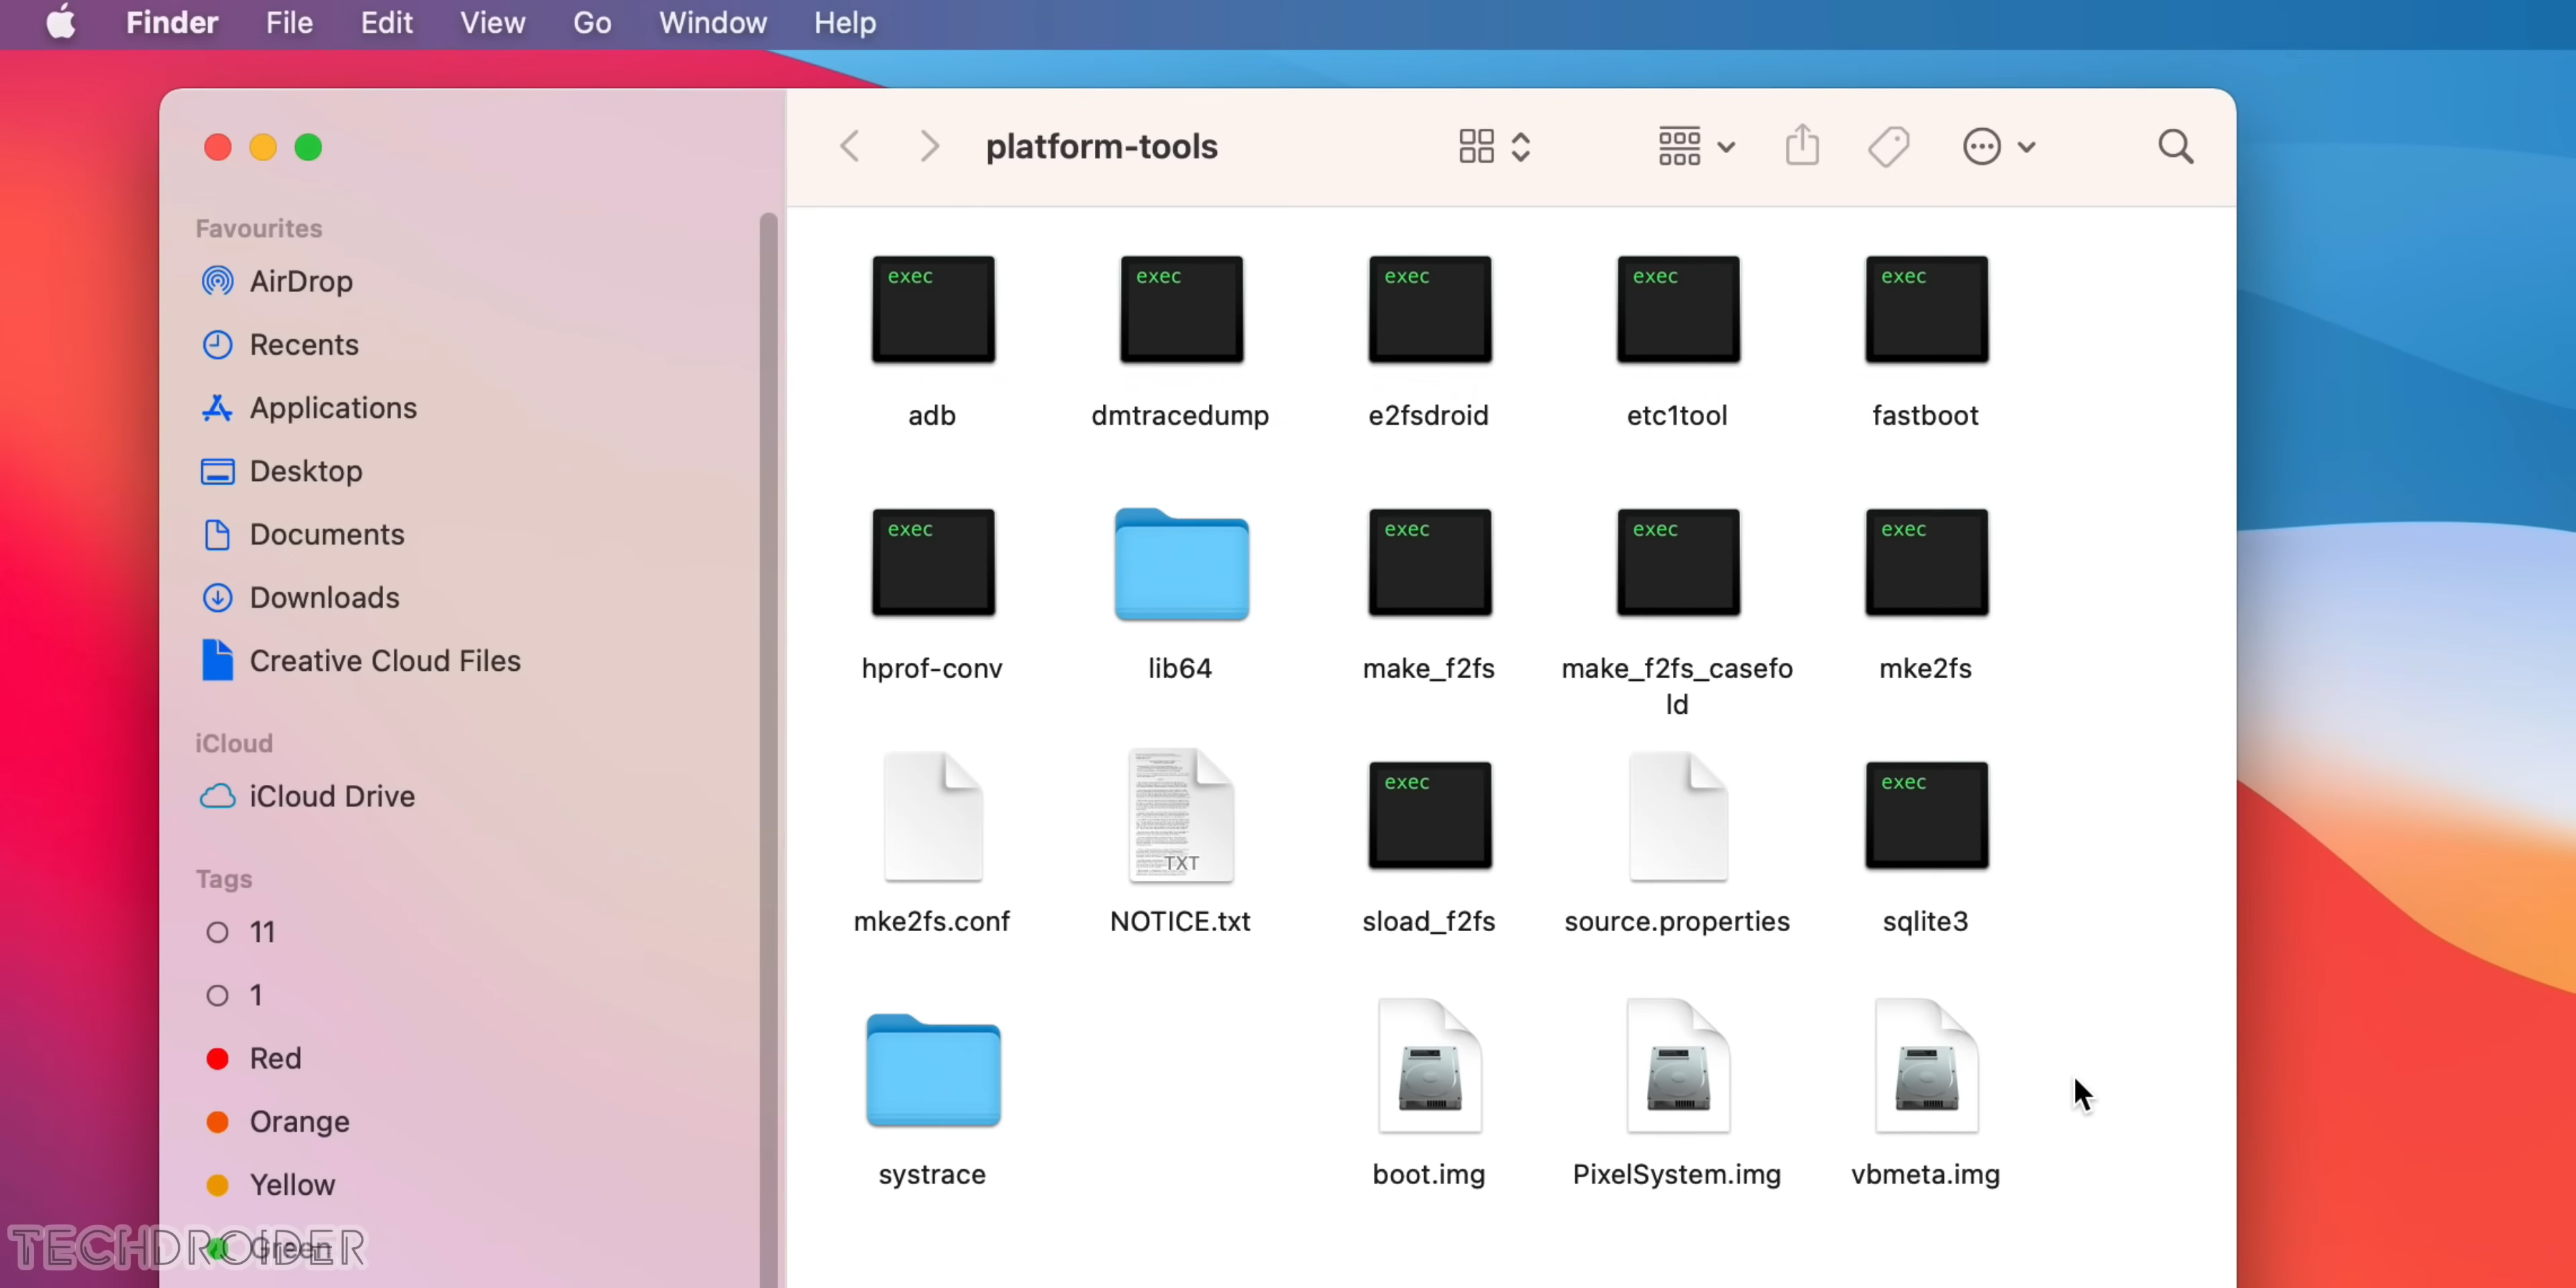 Finder File Edit View Go Window Help
platform-tools
Favourites
AirDrop
Recents
Applications
Desktop
Documents
Downloads
Creative Cloud Files
iCloud
iCloud Drive
Tags
11
1
Red
Orange
Yellow
Green
exec exec exec exec exec
adb dmtracedump e2fsdroid etc1tool fastboot
exec exec exec exec
hprof-conv lib64 make_f2fs make_f2fs_casefo
ld
mke2fs
TXT exec exec
mke2fs.conf NOTICE.txt sload_f2fs source.properties sqlite3
systrace boot.img PixelSystem.img vbmeta.img
TECHDROIDER